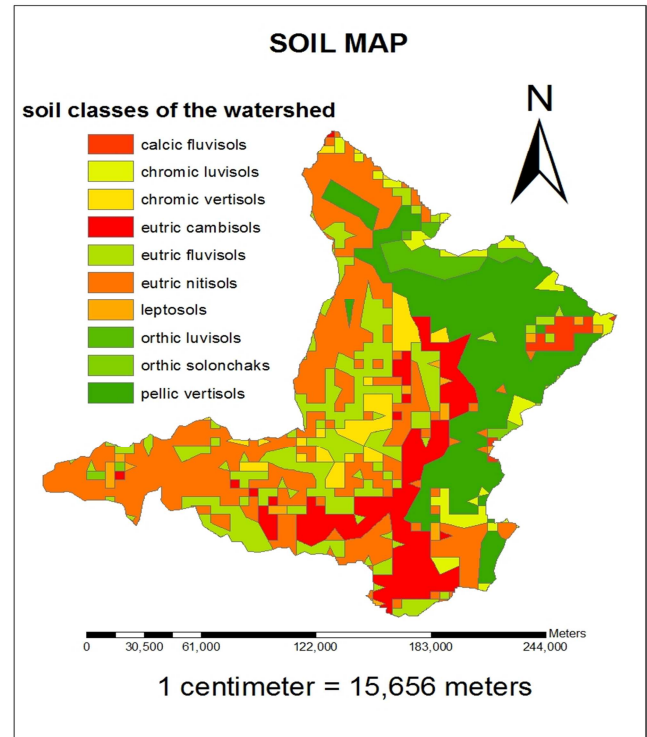 SOIL MAP
N
soil classes of the watershed
calcic fluvisols
chromic luvisols
chromic vertisols
eutric cambisols
eutric fluvisols
eutric nitisols
leptosols
orthic luvisols
orthic solonchaks
pellic vertisols
Meters
0 30,500 61,000 122,000 183,000 244,000
1 centimeter = 15,656 meters